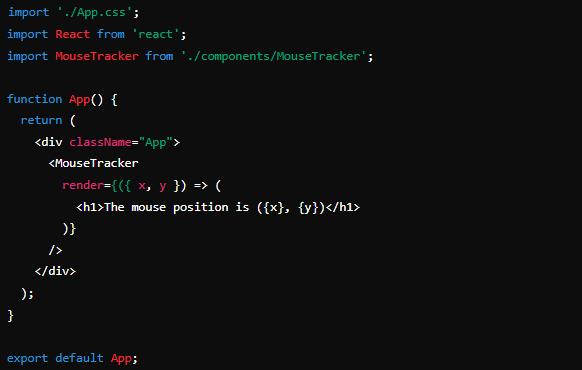 import './App.css';
import React from 'react';
import MouseTracker from './components/MouseTracker';

function App() {
  return (
    <div className="App">
      <MouseTracker
        render={({ x, y }) => (
          <h1>The mouse position is ({x}, {y})</h1>
        )}
      />
    </div>
  );
}

export default App;